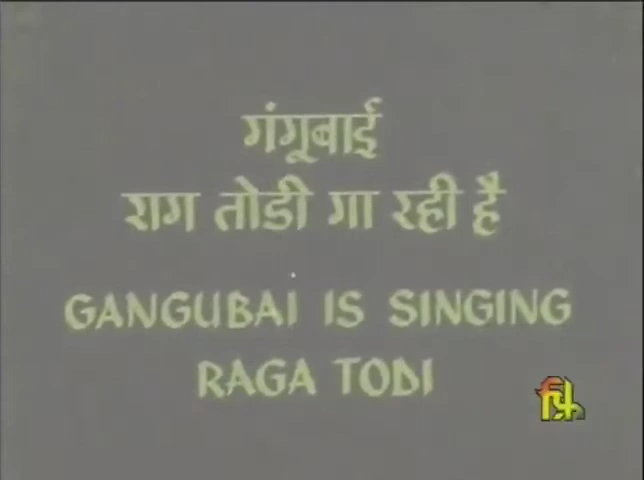 गंगूबाई
राग तोडी गा रही है
GANGUBAI IS SINGING
RAGA TODI